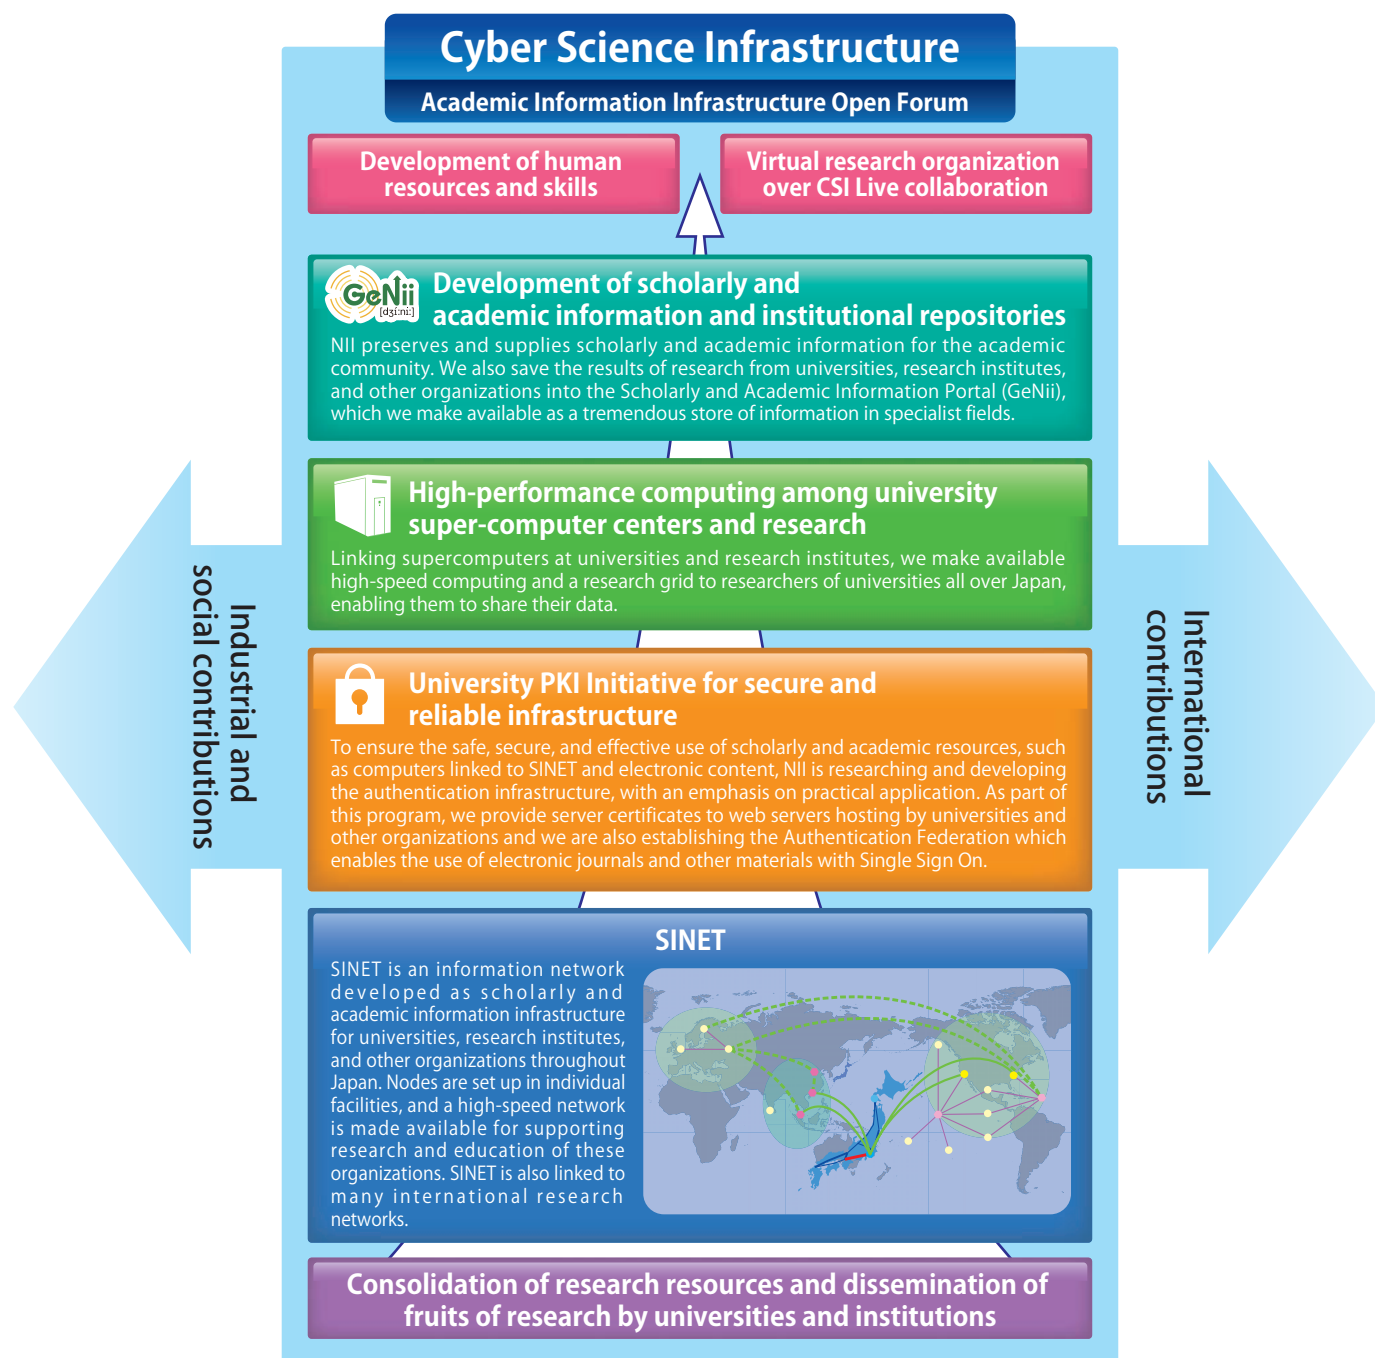 Cyber Science Infrastructure
Academic Information Infrastructure Open Forum
Development of human
resources and skills
Virtual research organization
over CSI Live collaboration
GeNii
[dʒí:ni:]
Development of scholarly and
academic information and institutional repositories
NII preserves and supplies scholarly and academic information for the academic
community. We also save the results of research from universities, research institutes,
and other organizations into the Scholarly and Academic Information Portal (GeNii),
which we make available as a tremendous store of information in specialist fields.
High-performance computing among university
super-computer centers and research
Linking supercomputers at universities and research institutes, we make available
high-speed computing and a research grid to researchers of universities all over Japan,
enabling them to share their data.
Industrial and
social contributions
International
contributions
University PKI Initiative for secure and
reliable infrastructure
To ensure the safe, secure, and effective use of scholarly and academic resources, such
as computers linked to SINET and electronic content, NII is researching and developing
the authentication infrastructure, with an emphasis on practical application. As part of
this program, we provide server certificates to web servers hosting by universities and
other organizations and we are also establishing the Authentication Federation which
enables the use of electronic journals and other materials with Single Sign On.
SINET
SINET is an information network
developed as scholarly and
academic information infrastructure
for universities, research institutes,
and other organizations throughout
Japan. Nodes are set up in individual
facilities, and a high-speed network
is made available for supporting
research and education of these
organizations. SINET is also linked to
many international research
networks.
Consolidation of research resources and dissemination of
fruits of research by universities and institutions